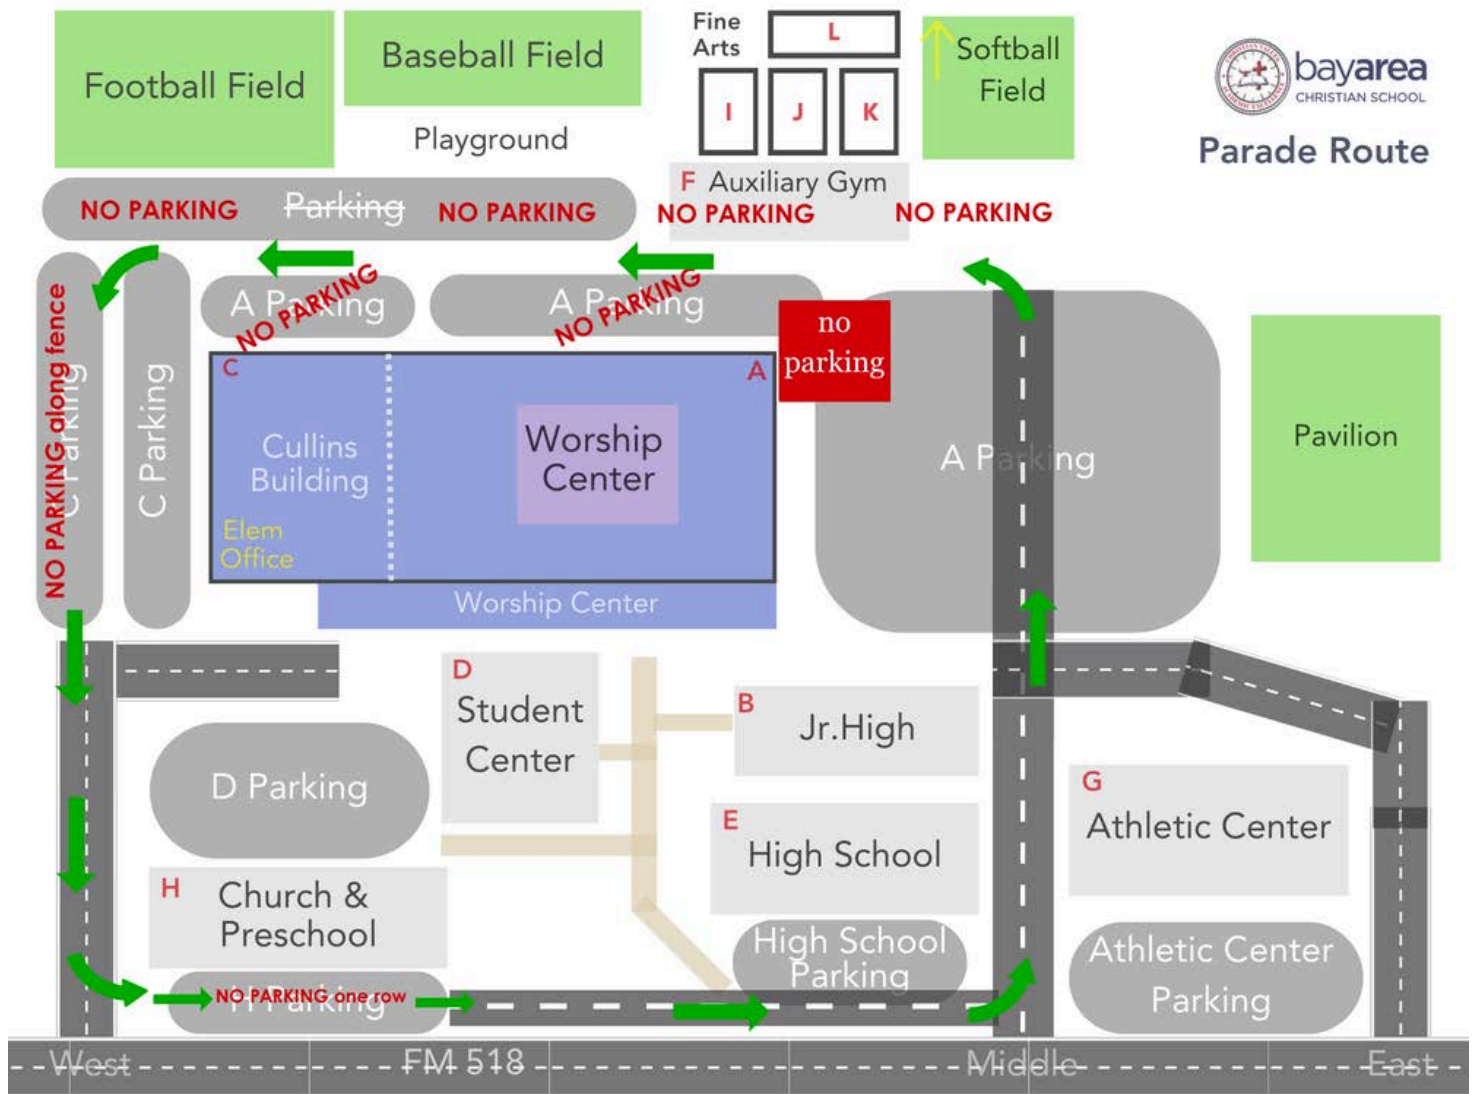 Football Field
Baseball Field
Playground
Fine
Arts
L
I
J
K
Softball
Field
bayarea
CHRISTIAN SCHOOL
Parade Route
F Auxiliary Gym
NO PARKING
Parking
NO PARKING
NO PARKING
NO PARKING
A Parking
NO PARKING
A Parking
NO PARKING
no
parking
NO PARKING along fence
C Parking
C Parking
C
A
Cullins
Building
Worship
Center
Elem
Office
Worship Center
A Parking
Pavilion
D
Student
Center
B
Jr.High
D Parking
E
High School
G
Athletic Center
H
Church &
Preschool
High School
Parking
Athletic Center
Parking
NO PARKING one row
H Parking
West
FM 518
Middle
East